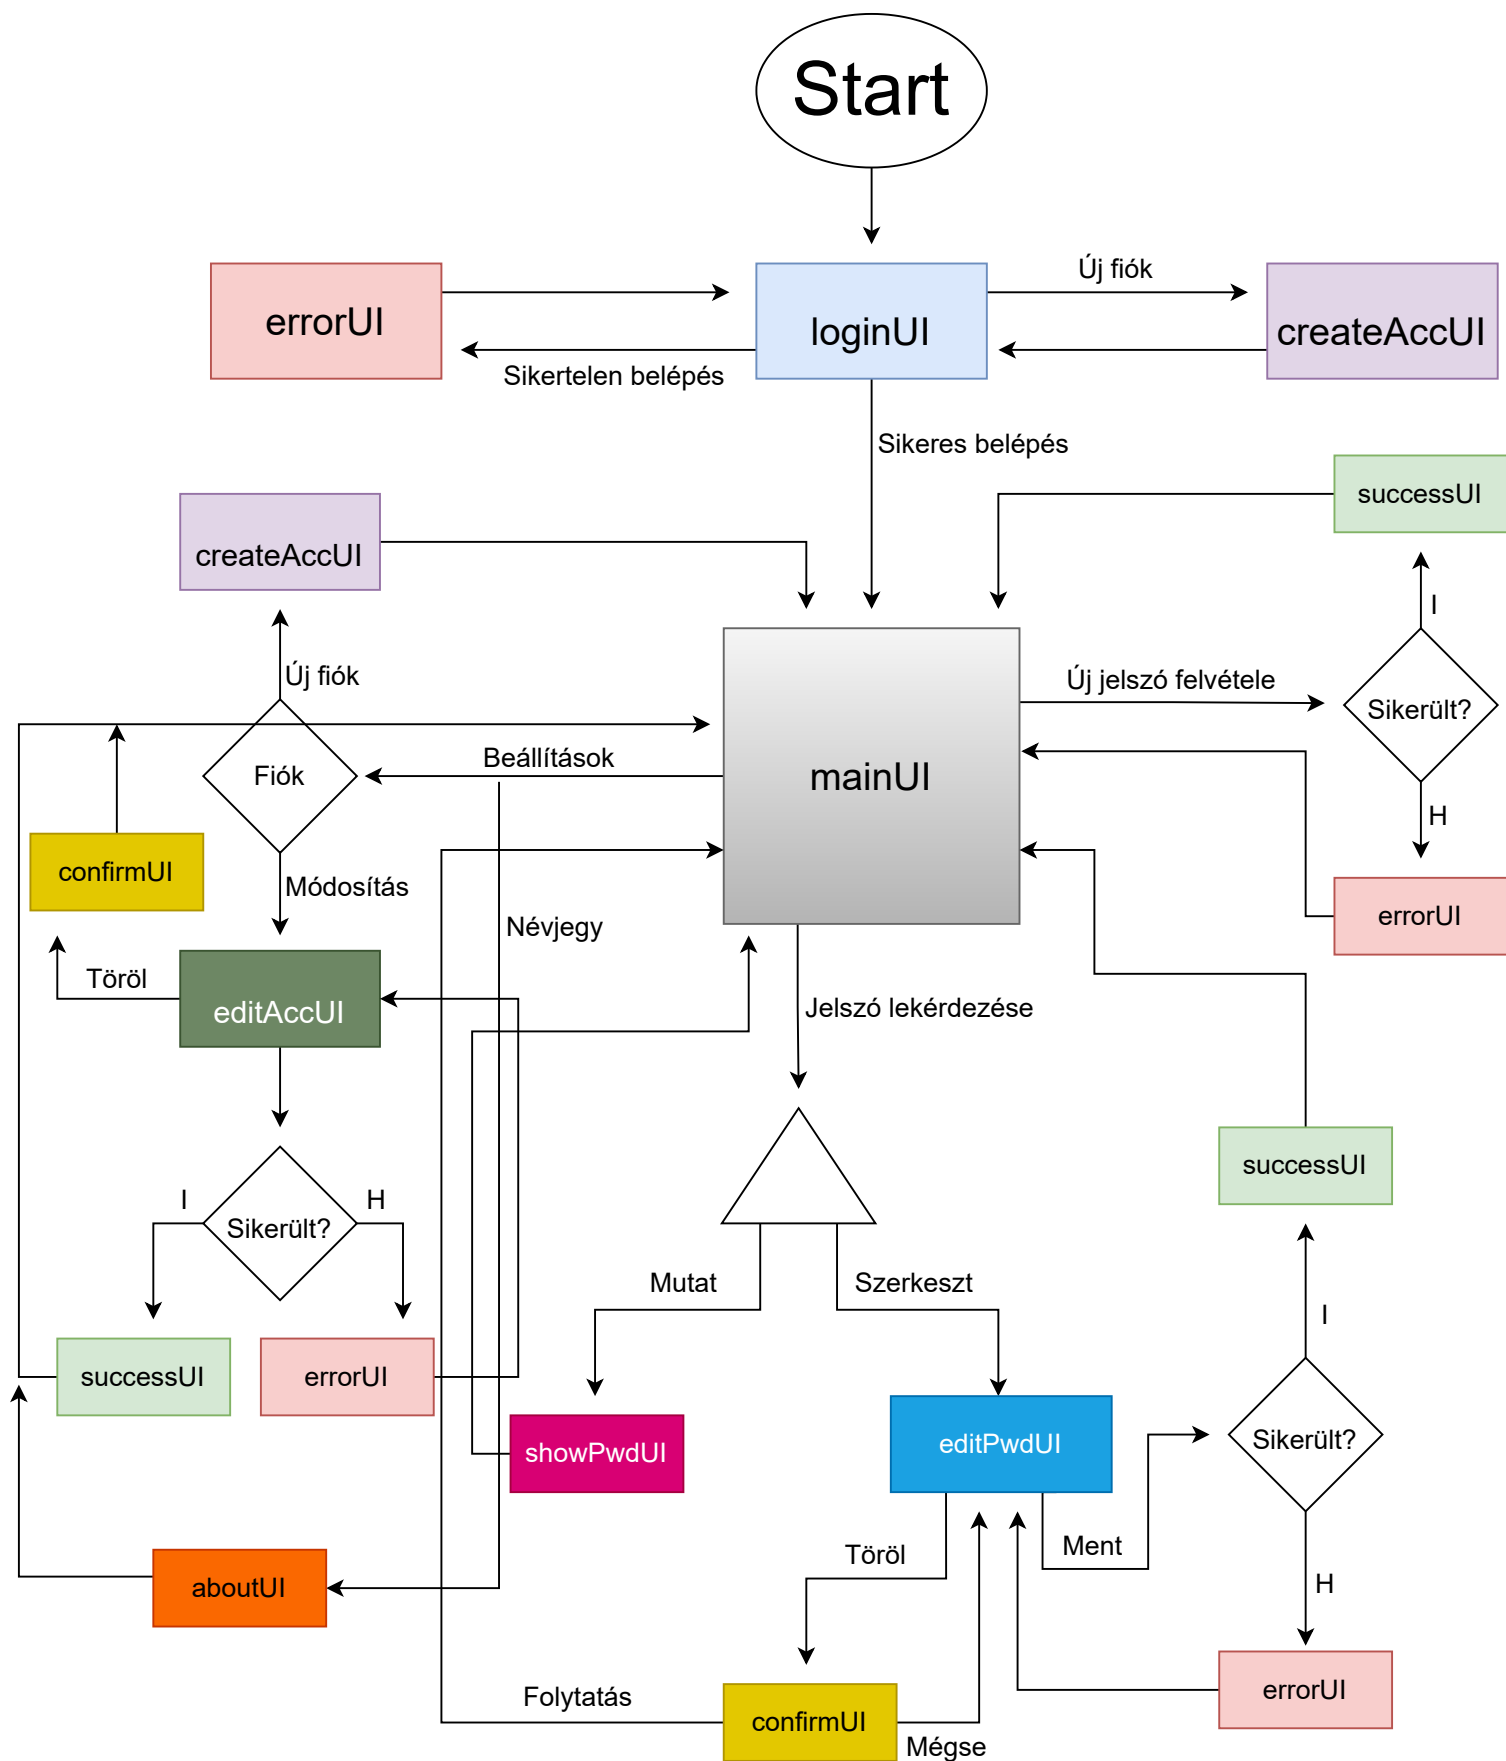 Start
errorUI
loginUI
Új fiók
createAccUI
Sikertelen belépés
Sikeres belépés
successUI
createAccUI
I
Új fiók
Új jelszó felvétele
Sikerült?
Fiók
Beállítások
mainUI
H
confirmUI
Módosítás
errorUI
Névjegy
Töröl
editAccUI
Jelszó lekérdezése
successUI
I
H
Sikerült?
Mutat
Szerkeszt
I
successUI
errorUI
showPwdUI
editPwdUI
Sikerült?
Töröl
Ment
H
aboutUI
errorUI
Folytatás
confirmUI
Mégse